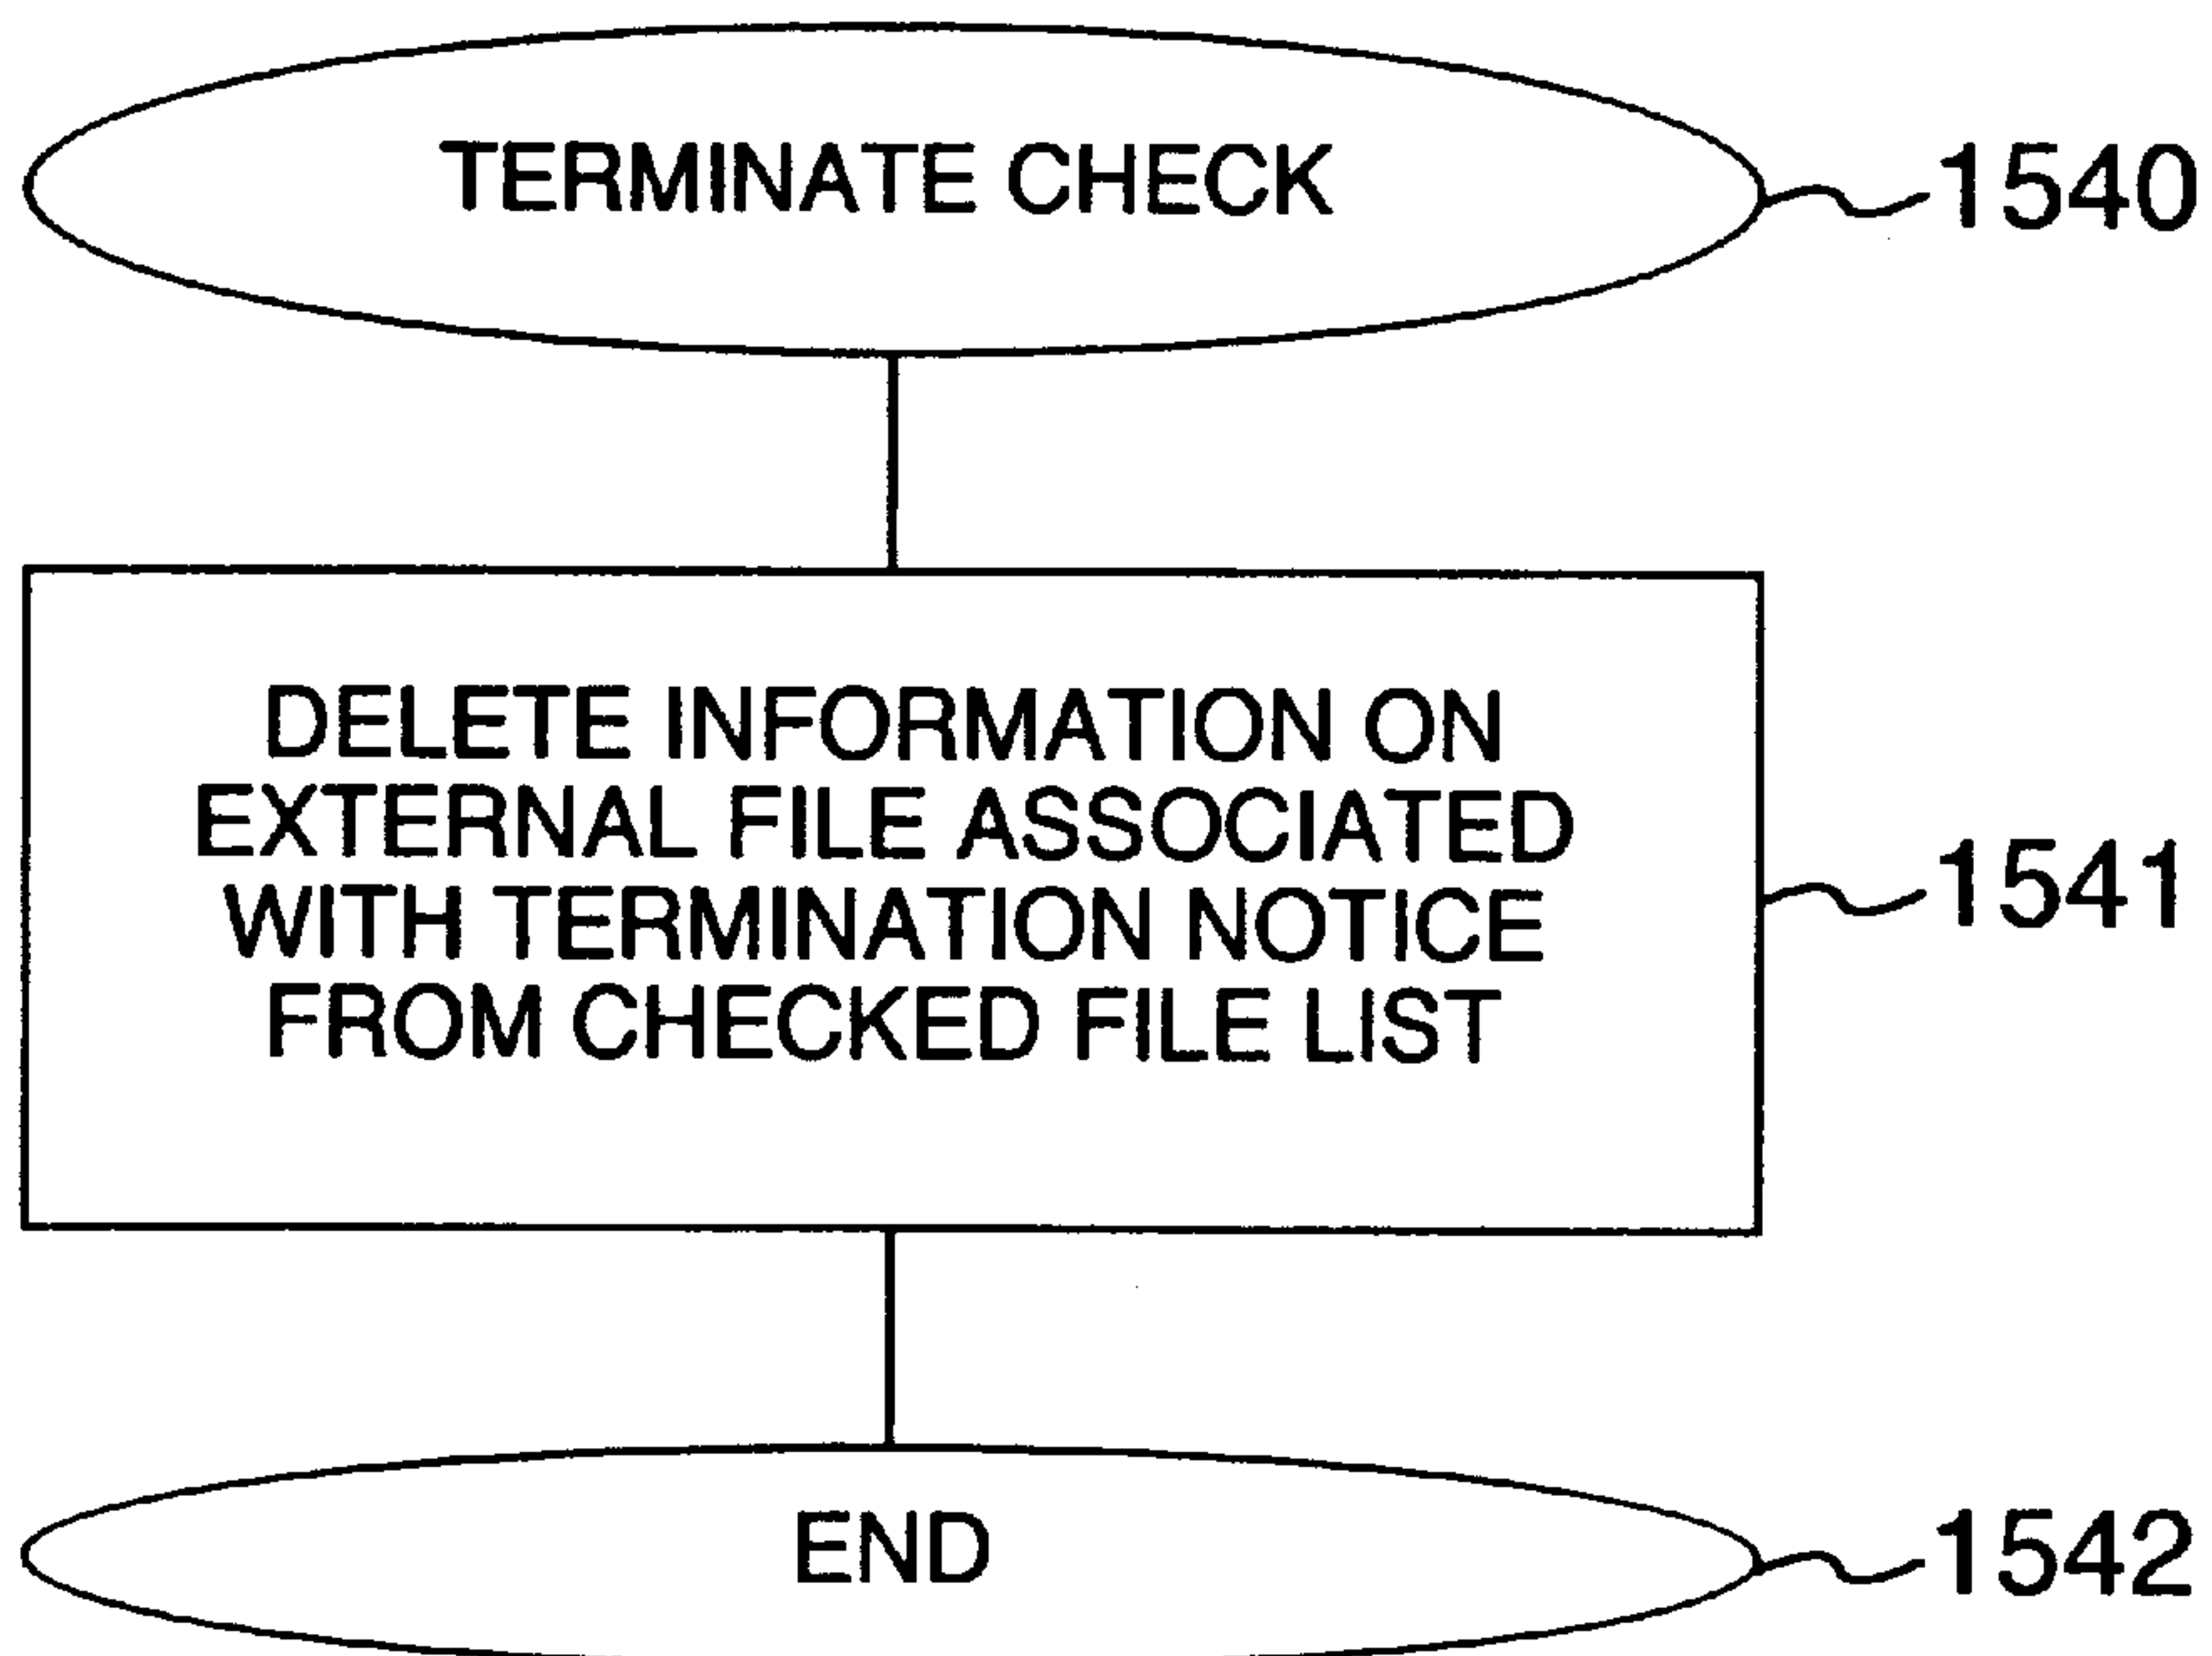 TERMINATE CHECK
1540
DELETE INFORMATION ON
EXTERNAL FILE ASSOCIATED
WITH TERMINATION NOTICE
FROM CHECKED FILE LIST
1541
END
1542